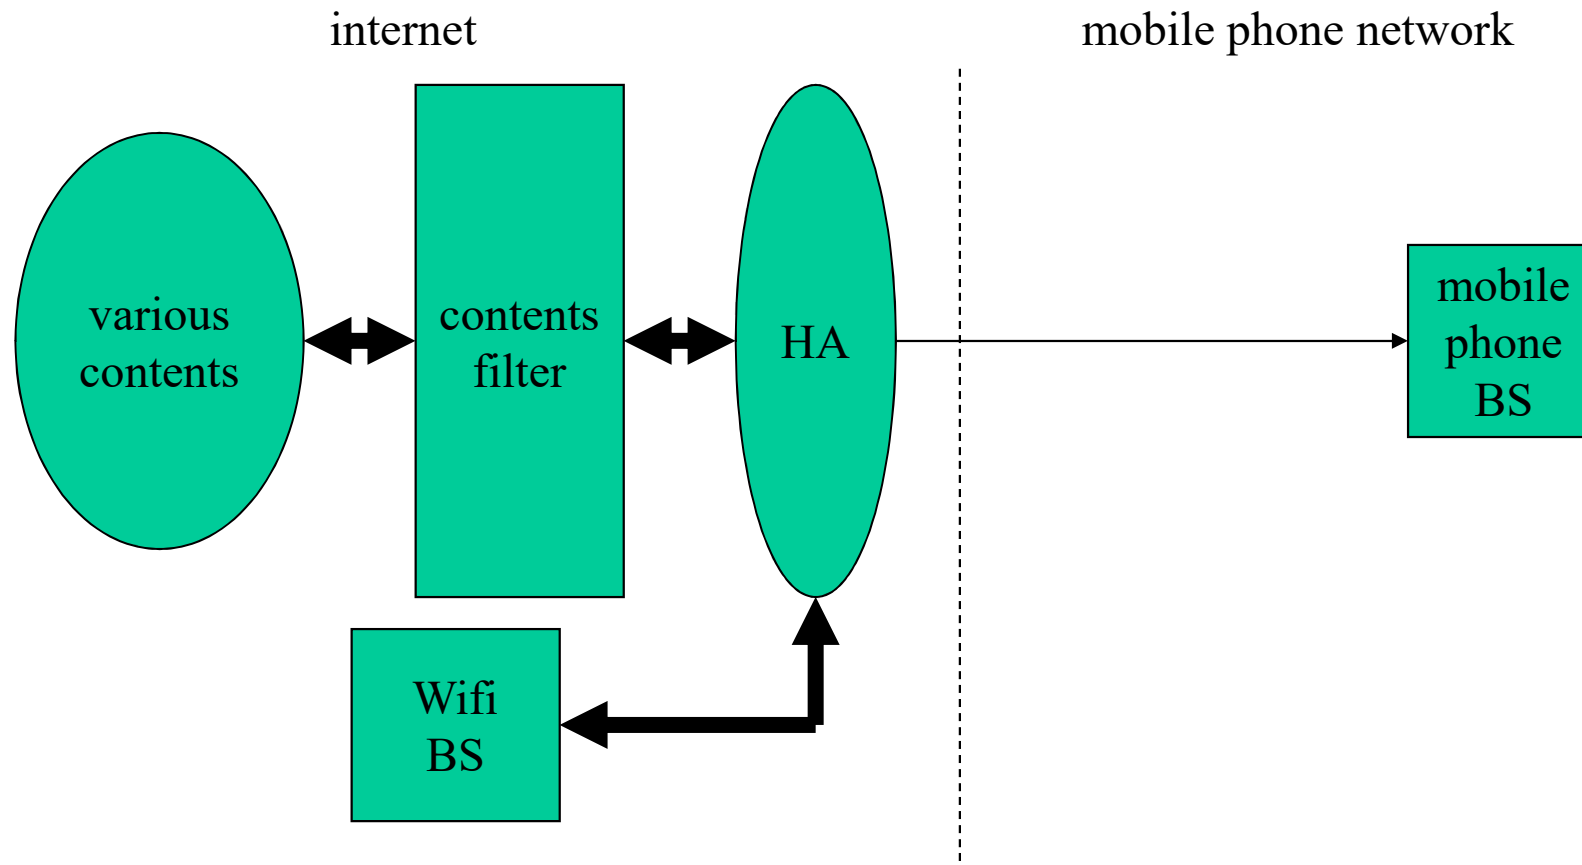 internet
mobile phone network
various
contents
contents
filter
HA
mobile
phone
BS
Wifi
BS